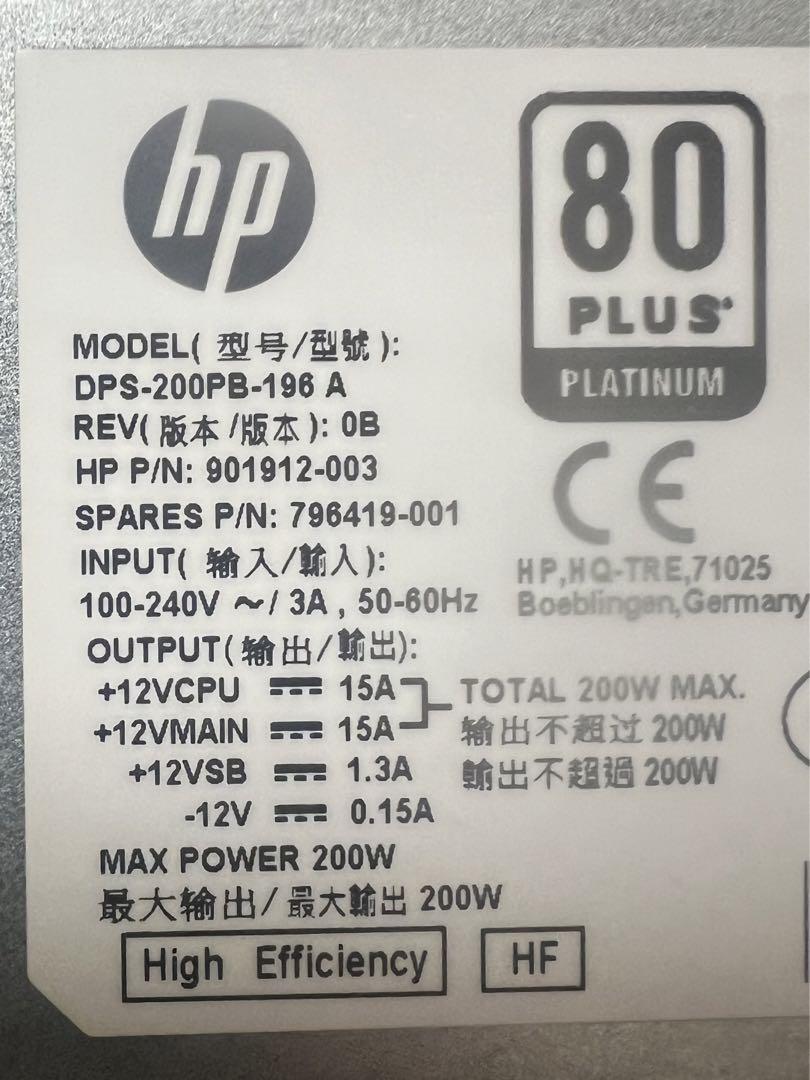 hp
80
PLUS
PLATINUM
MODEL( 型号/型號 ):
DPS-200PB-196 A
REV( 版本 /版本 ): 0B
HP P/N: 901912-003
SPARES P/N: 796419-001
CE
INPUT( 输入/輸入 ):
100-240V ～/ 3A , 50-60Hz
HP,HQ-TRE,71025
Boeblingen,Germany
OUTPUT( 输出/輸出):
+12VCPU ⎓ 15A
+12VMAIN ⎓ 15A
+12VSB ⎓ 1.3A
-12V ⎓ 0.15A
TOTAL 200W MAX.
输出不超过 200W
輸出不超過 200W
MAX POWER 200W
最大输出/ 最大輸出 200W
High Efficiency
HF